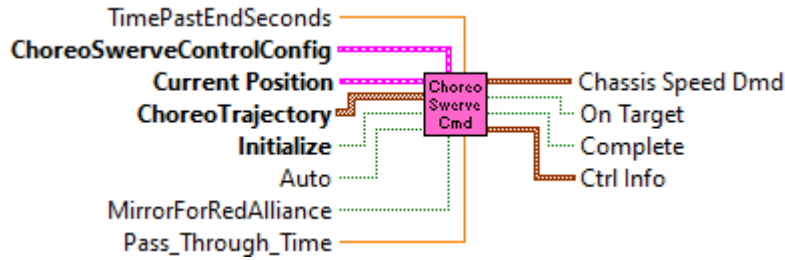 TimePastEndSeconds
ChoreoSwerveControlConfig
Current Position
ChoreoTrajectory
Initialize
Auto
MirrorForRedAlliance
Pass_Through_Time
Choreo
Swerve
Cmd
Chassis Speed Dmd
On Target
Complete
Ctrl Info